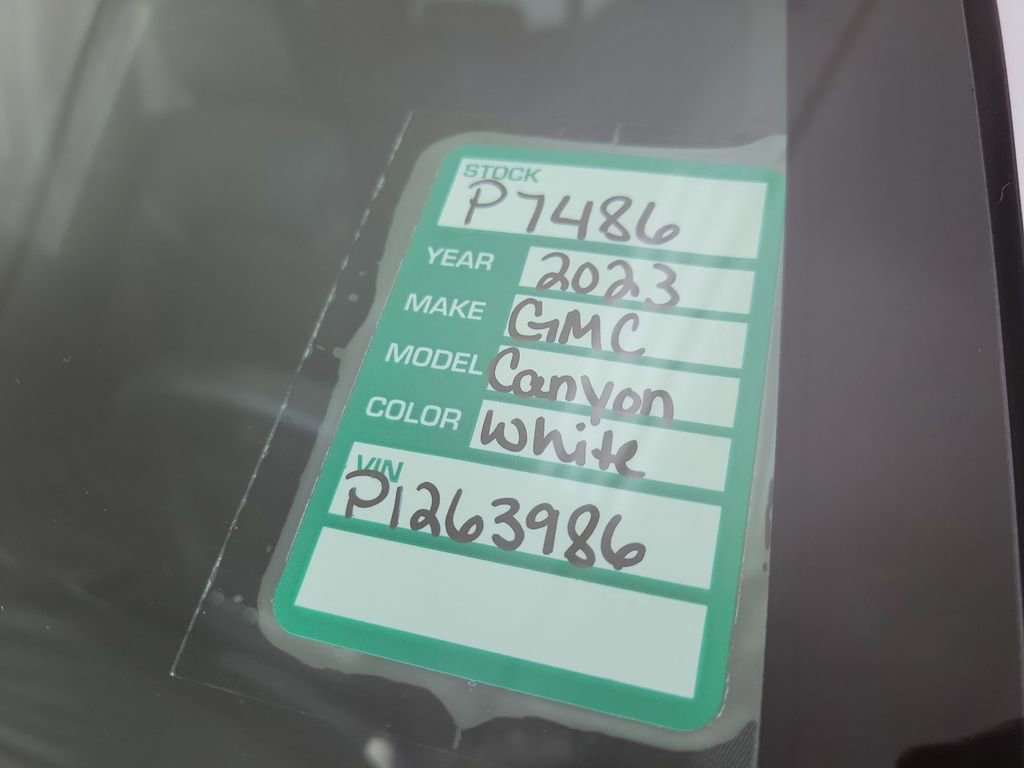 STOCK
P7486
YEAR 2023
MAKE GMC
MODEL Canyon
COLOR White
VIN
P1263986